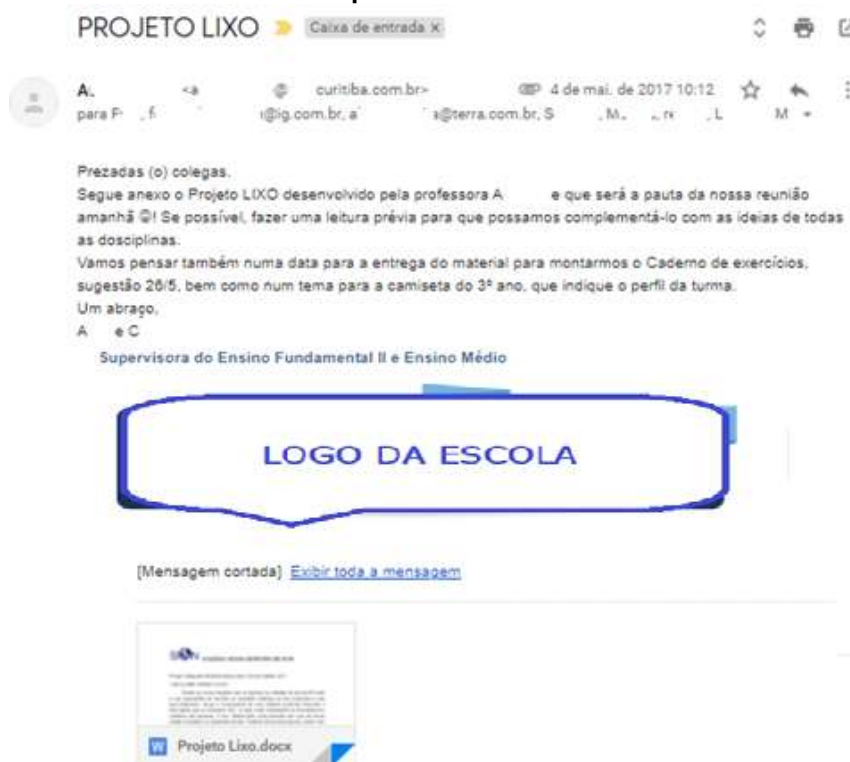 PROJETO LIXO Caixa de entrada x
A. <a @ curitiba.com.br> 4 de mai. de 2017 10:12
para @ig.com.br, a a@terra.com.br, S L M
Prezadas (o) colegas.
Segue anexo o Projeto LIXO desenvolvido pela professora A e que será a pauta da nossa reunião
amanhã ! Se possível, fazer uma leitura prévia para que possamos complementá-lo com as ideias de todas
as dosciplinas.
Vamos pensar também numa data para a entrega do material para montarmos o Caderno de exercícios,
sugestão 26/5, bem como num tema para a camiseta do 3º ano, que indique o perfil da turma.
Um abraço,
A e C
Supervisora do Ensino Fundamental II e Ensino Médio
LOGO DA ESCOLA
[Mensagem cortada] Exibir toda a mensagem
W Projeto Lixo.docx